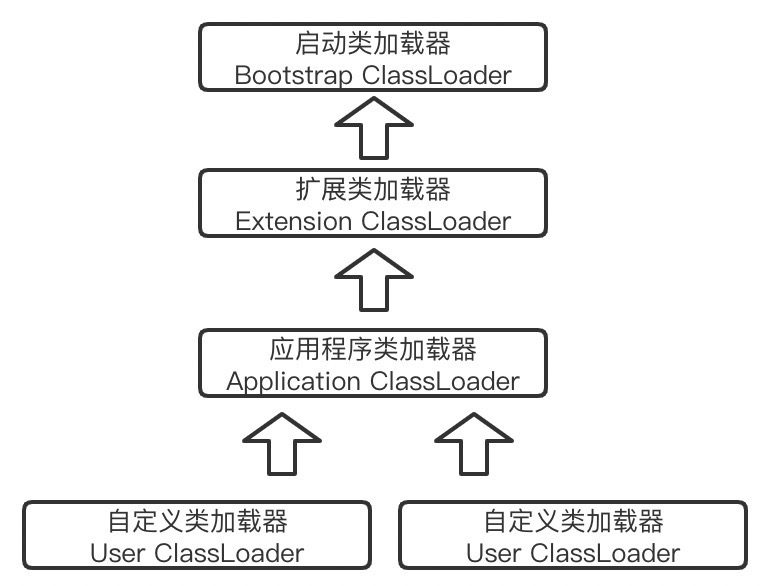 启动类加载器
Bootstrap ClassLoader
扩展类加载器
Extension ClassLoader
应用程序类加载器
Application ClassLoader
自定义类加载器
User ClassLoader
自定义类加载器
User ClassLoader